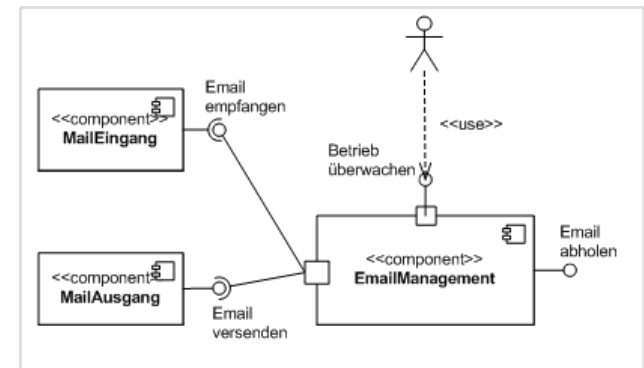 Email
empfangen
<<component>>
MailEingang
<<use>>
Betrieb
überwachen
<<component>>
EmailManagement
Email
abholen
<<component>>
MailAusgang
Email
versenden